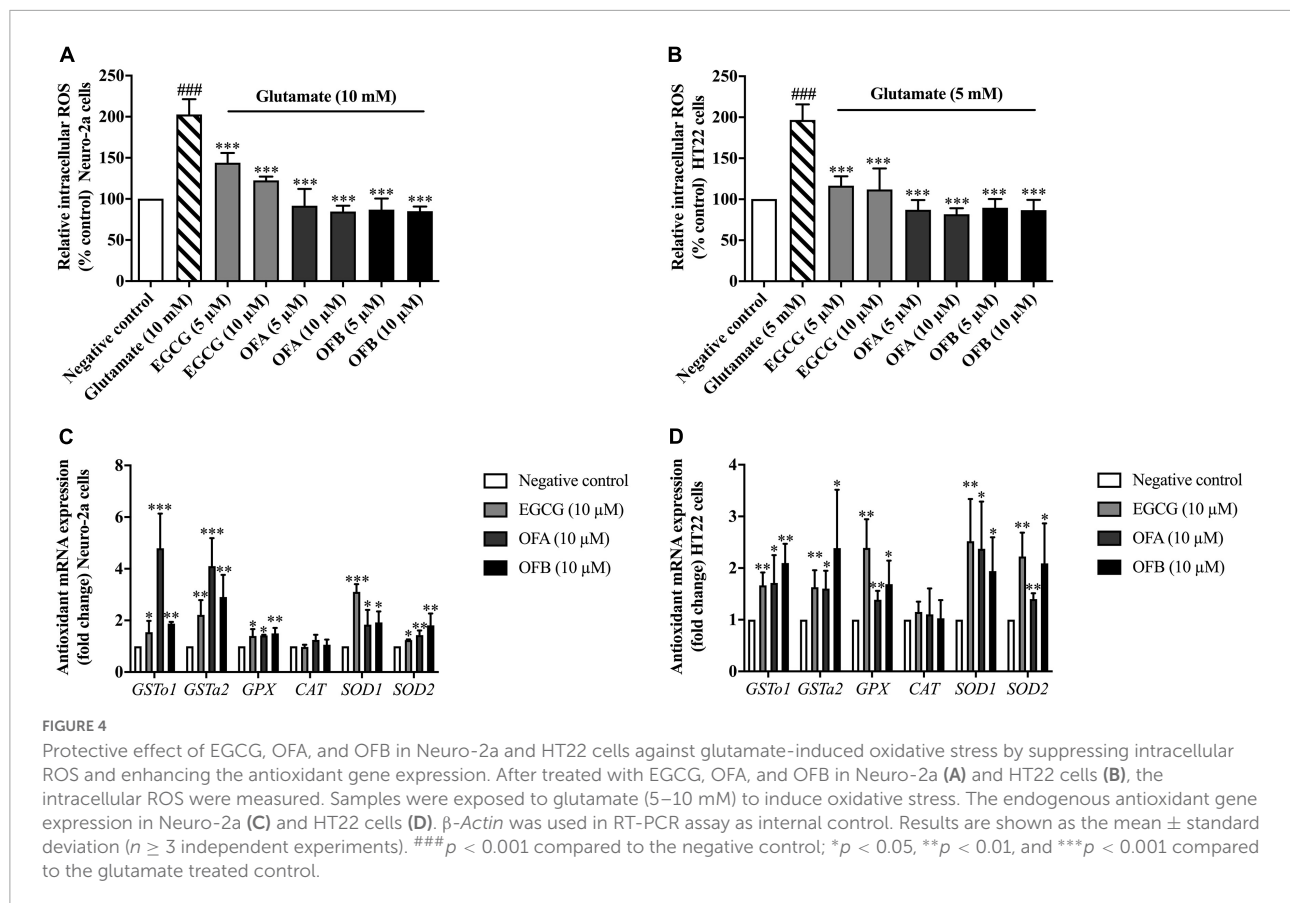 A
Relative intracellular ROS
(% control) Neuro-2a cells
250
200
150
100
50
0
###
Glutamate (10 mM)
***
***
***
***
***
***
Negative control
Glutamate (10 mM)
EGCG (5 µM)
EGCG (10 µM)
OFA (5 µM)
OFA (10 µM)
OFB (5 µM)
OFB (10 µM)
B
Relative intracellular ROS
(% control) HT22 cells
250
200
150
100
50
0
###
Glutamate (5 mM)
***
***
***
***
***
***
Negative control
Glutamate (5 mM)
EGCG (5 µM)
EGCG (10 µM)
OFA (5 µM)
OFA (10 µM)
OFB (5 µM)
OFB (10 µM)
C
Antioxidant mRNA expression
(fold change) Neuro-2a cells
8
6
4
2
0
*
***
**
**
***
**
*
*
**
***
*
*
*
**
**
GSTo1
GSTa2
GPX
CAT
SOD1
SOD2
Negative control
EGCG (10 µM)
OFA (10 µM)
OFB (10 µM)
D
Antioxidant mRNA expression
(fold change) HT22 cells
4
3
2
1
0
**
*
**
**
*
*
**
**
*
**
*
*
**
**
*
GSTo1
GSTa2
GPX
CAT
SOD1
SOD2
Negative control
EGCG (10 µM)
OFA (10 µM)
OFB (10 µM)
FIGURE 4
Protective effect of EGCG, OFA, and OFB in Neuro-2a and HT22 cells against glutamate-induced oxidative stress by suppressing intracellular
ROS and enhancing the antioxidant gene expression. After treated with EGCG, OFA, and OFB in Neuro-2a (A) and HT22 cells (B), the
intracellular ROS were measured. Samples were exposed to glutamate (5–10 mM) to induce oxidative stress. The endogenous antioxidant gene
expression in Neuro-2a (C) and HT22 cells (D). β-Actin was used in RT-PCR assay as internal control. Results are shown as the mean ± standard
deviation (n ≥ 3 independent experiments). ###p < 0.001 compared to the negative control; *p < 0.05, **p < 0.01, and ***p < 0.001 compared
to the glutamate treated control.